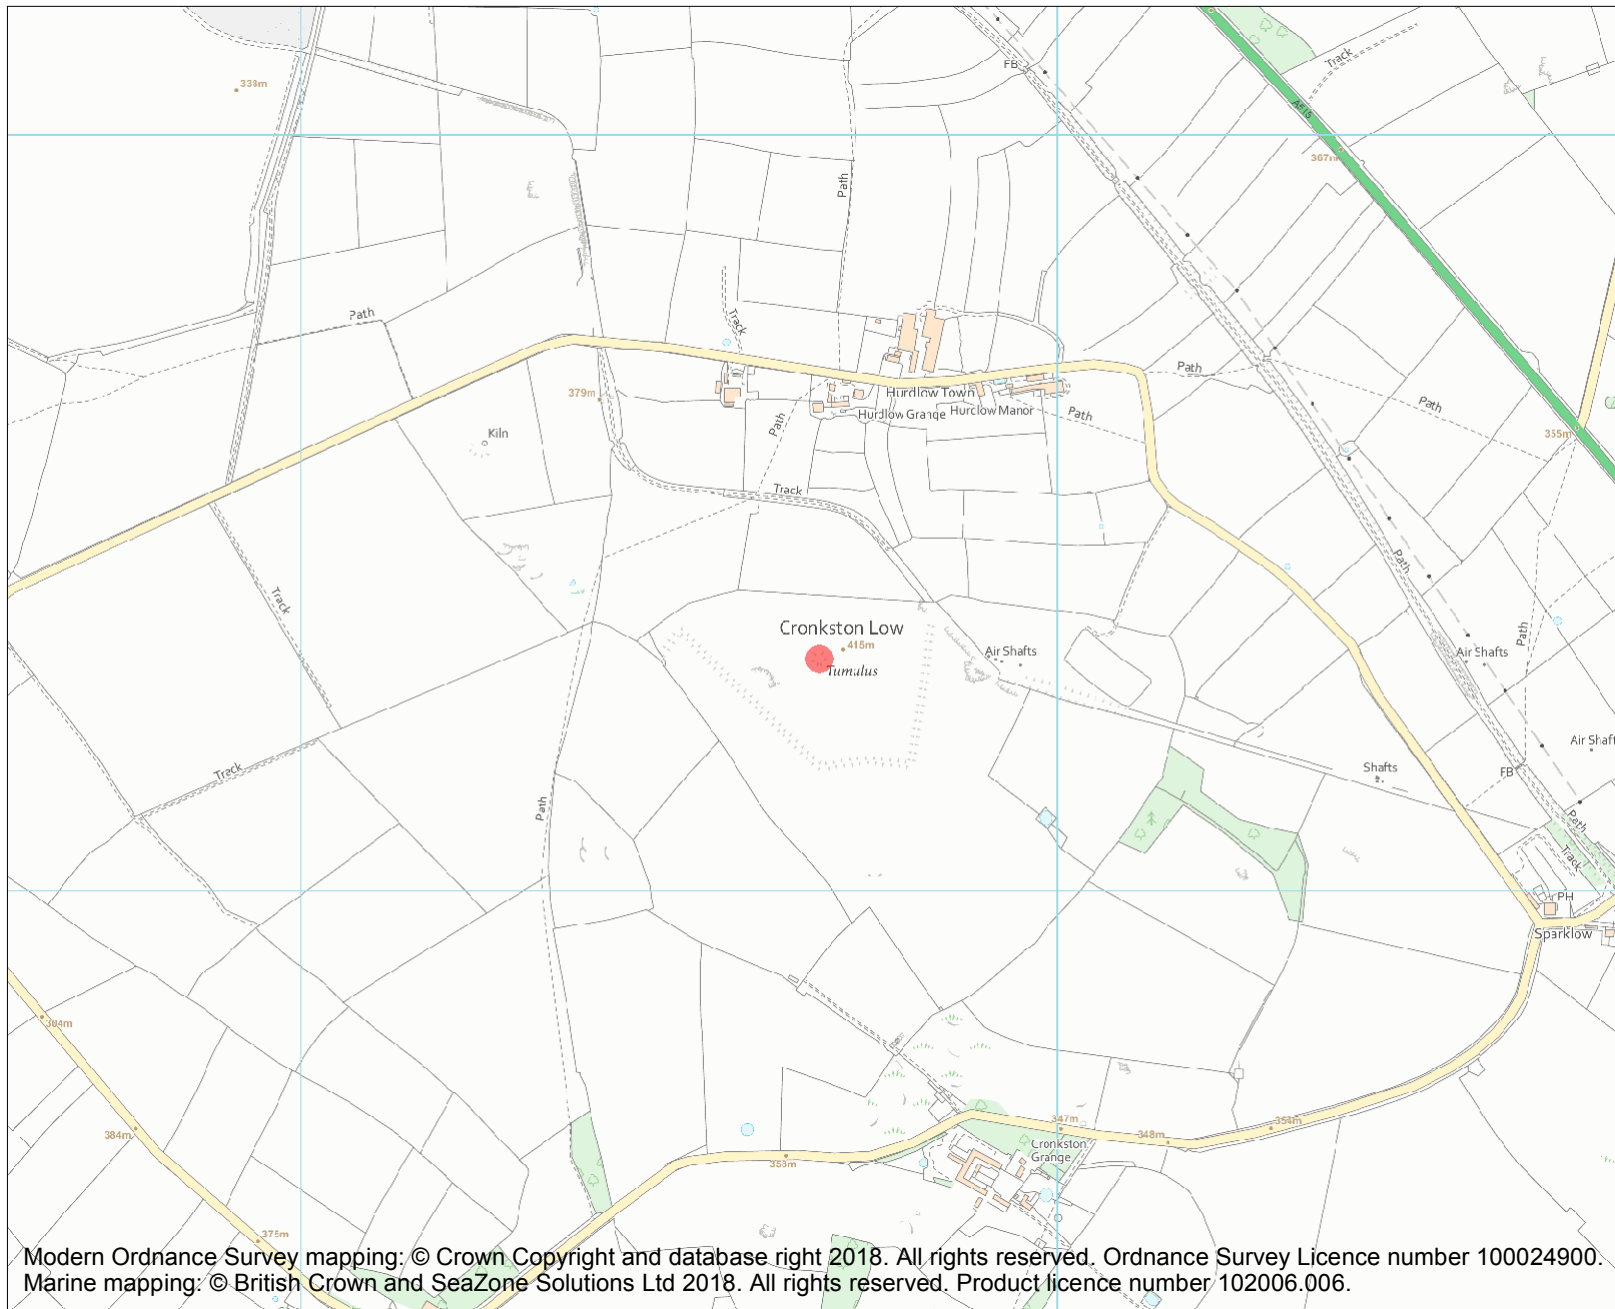 FB
Track
338m
A515
367m
Path
Path
Track
Path
Path
379m
Hurdlow Town
Path
355m
Hurdlow Grange
Hurdlow Manor
Path
Path
Kiln
Track
Path
Track
Cronkston Low
415m
Tumulus
Air Shafts
Path
Air Shafts
Air Shaft
Track
Shafts
FB
Path
Path
Track
PH
Sparklow
384m
347m
348m
354m
Cronkston
Grange
358m
375m
Modern Ordnance Survey mapping: © Crown Copyright and database right 2018. All rights reserved. Ordnance Survey Licence number 100024900.
Marine mapping: © British Crown and SeaZone Solutions Ltd 2018. All rights reserved. Product licence number 102006.006.